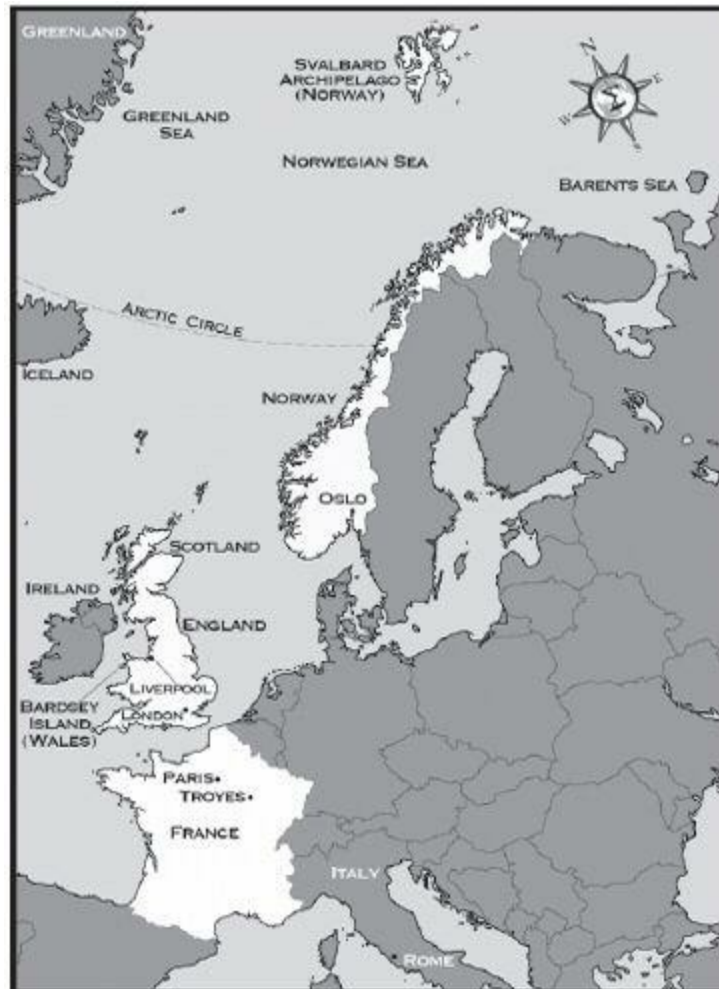 GREENLAND
SVALBARD
ARCHIPELAGO
(NORWAY)
N
E
W
S
GREENLAND
SEA
NORWEGIAN SEA
BARENTS SEA
ARCTIC CIRCLE
ICELAND
NORWAY
OSLO
SCOTLAND
IRELAND
ENGLAND
LIVERPOOL
BARDSEY
ISLAND
(WALES)
LONDON
PARIS
TROYES
FRANCE
ITALY
ROME